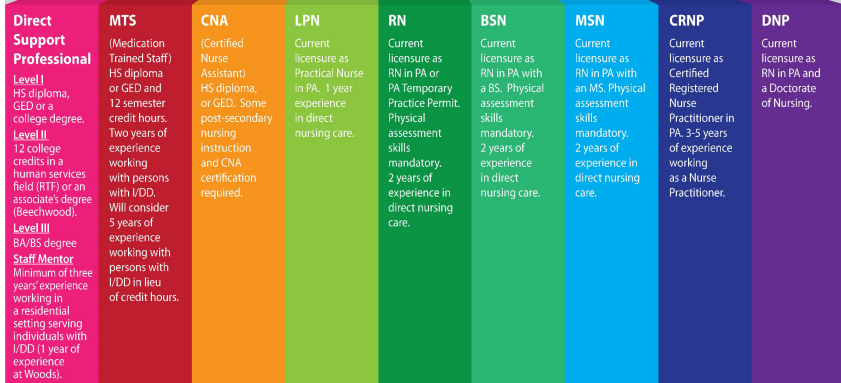 Direct
Support
Professional
Level I
HS diploma,
GED or a
college degree.
Level II
12 college
credits in a
human services
field (RTF) or an
associate's degree
(Beechwood).
Level III
BA/BS degree
Staff Mentor
Minimum of three
years' experience
working in
a residential
setting serving
individuals with
I/DD (1 year of
experience
at Woods).
MTS
(Medication
Trained Staff)
HS diploma
or GED and
12 semester
credit hours.
Two years of
experience
working
with persons
with I/DD.
Will consider
5 years of
experience
working with
persons with
I/DD in lieu
of credit hours.
CNA
(Certified
Nurse
Assistant)
HS diploma,
or GED. Some
post-secondary
nursing
instruction
and CNA
certification
required.
LPN
Current
licensure as
Practical Nurse
in PA. 1 year
experience
in direct
nursing care.
RN
Current
licensure as
RN in PA or
PA Temporary
Practice Permit.
Physical
assessment
skills
mandatory.
2 years of
experience in
direct nursing
care.
BSN
Current
licensure as
RN in PA with
a BS. Physical
assessment
skills
mandatory.
2 years of
experience
in direct
nursing care.
MSN
Current
licensure as
RN in PA with
an MS. Physical
assessment
skills
mandatory.
2 years of
experience in
direct nursing
care.
CRNP
Current
licensure as
Certified
Registered
Nurse
Practitioner in
PA. 3-5 years
of experience
working
as a Nurse
Practitioner.
DNP
Current
licensure as
RN in PA and
a Doctorate
of Nursing.